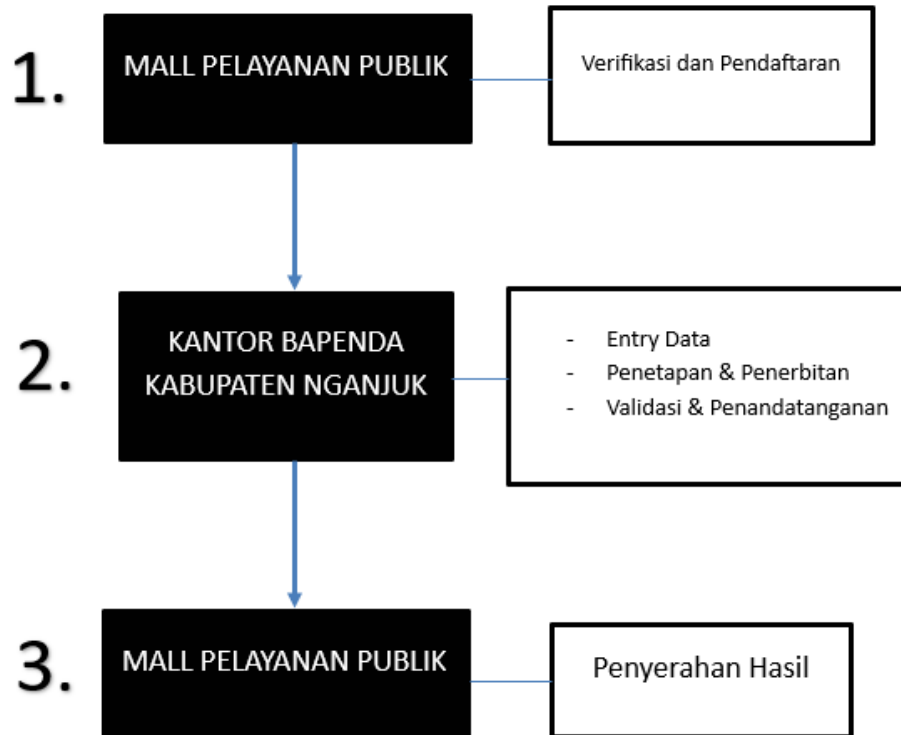 1.
MALL PELAYANAN PUBLIK
Verifikasi dan Pendaftaran
2.
KANTOR BAPENDA
KABUPATEN NGANJUK
- Entry Data
- Penetapan & Penerbitan
- Validasi & Penandatanganan
3.
MALL PELAYANAN PUBLIK
Penyerahan Hasil